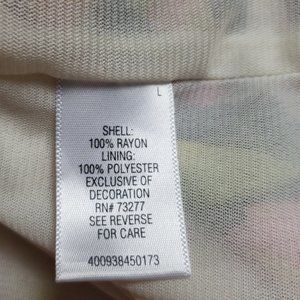 L
SHELL:
100% RAYON
LINING:
100% POLYESTER
EXCLUSIVE OF
DECORATION
RN# 73277
SEE REVERSE
FOR CARE
400938450173